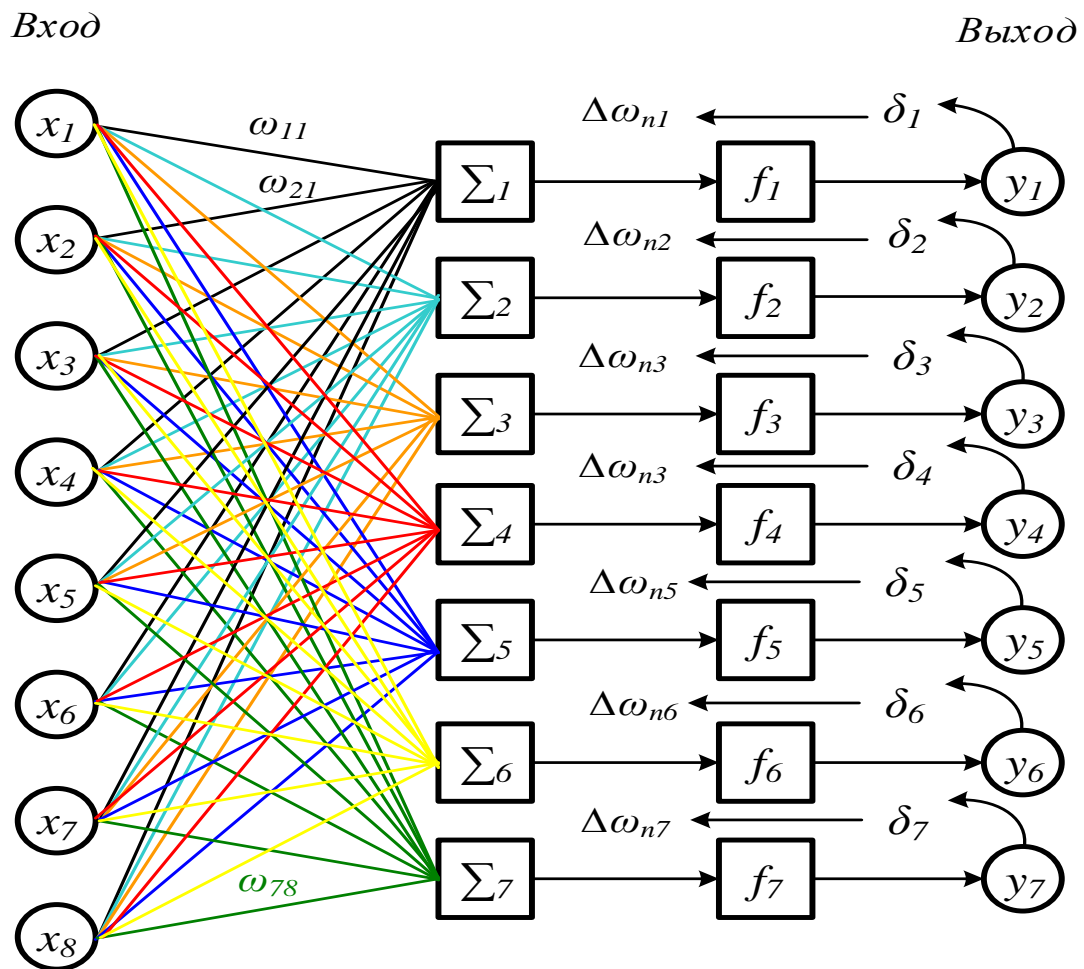 Вход
Выход
x1
ω11
Δωn1
δ1
∑1
f1
y1
ω21
x2
Δωn2
δ2
∑2
f2
y2
x3
Δωn3
δ3
∑3
f3
y3
x4
Δωn3
δ4
∑4
f4
y4
x5
Δωn5
δ5
∑5
f5
y5
x6
Δωn6
δ6
∑6
f6
y6
x7
Δωn7
δ7
∑7
f7
y7
ω78
x8